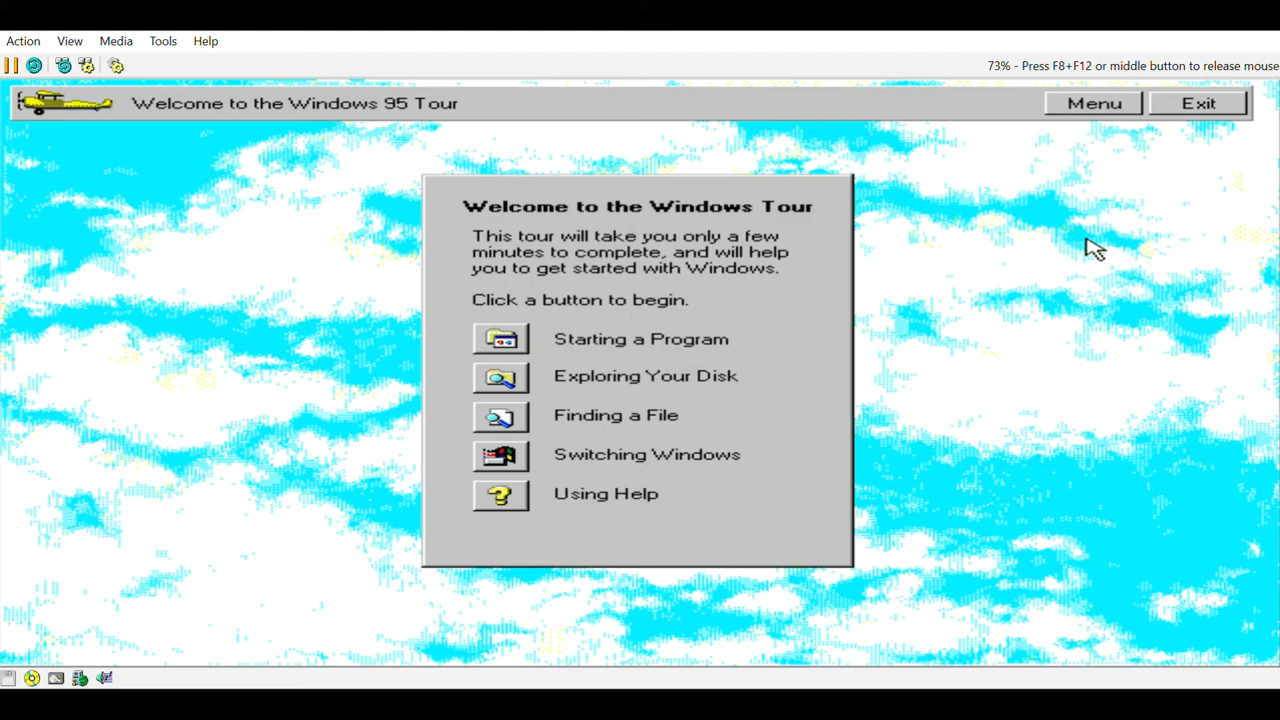 Action View Media Tools Help
73% - Press F8+F12 or middle button to release mouse
Welcome to the Windows 95 Tour
Menu Exit
Welcome to the Windows Tour
This tour will take you only a few
minutes to complete, and will help
you to get started with Windows.
Click a button to begin.
Starting a Program
Exploring Your Disk
Finding a File
Switching Windows
Using Help